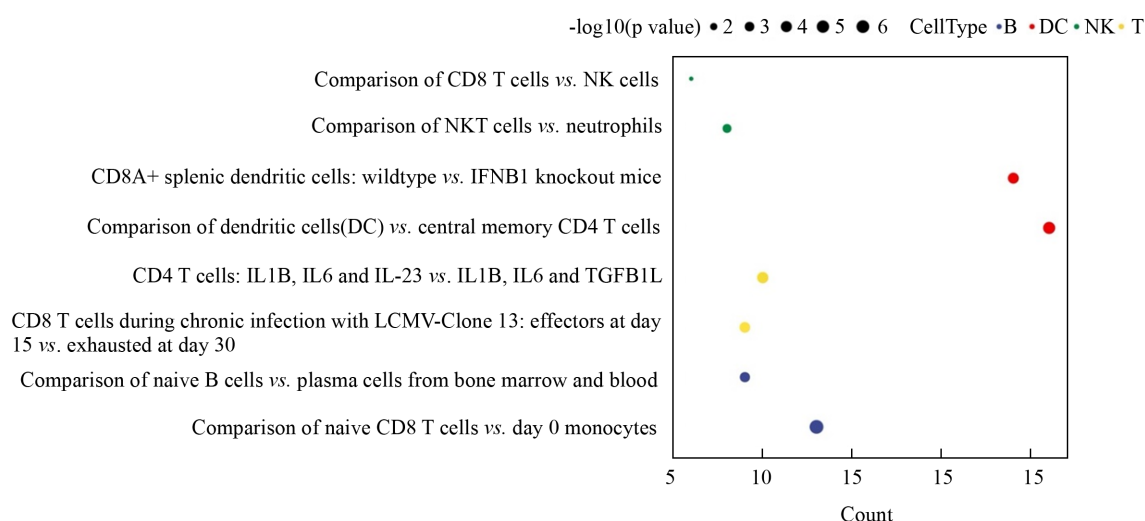 -log10(p value) 2 3 4 5 6 CellType B DC NK T
Comparison of CD8 T cells vs. NK cells
Comparison of NKT cells vs. neutrophils
CD8A+ splenic dendritic cells: wildtype vs. IFNB1 knockout mice
Comparison of dendritic cells(DC) vs. central memory CD4 T cells
CD4 T cells: IL1B, IL6 and IL-23 vs. IL1B, IL6 and TGFB1L
CD8 T cells during chronic infection with LCMV-Clone 13: effectors at day
15 vs. exhausted at day 30
Comparison of naive B cells vs. plasma cells from bone marrow and blood
Comparison of naive CD8 T cells vs. day 0 monocytes
5 10 15 15 15
Count